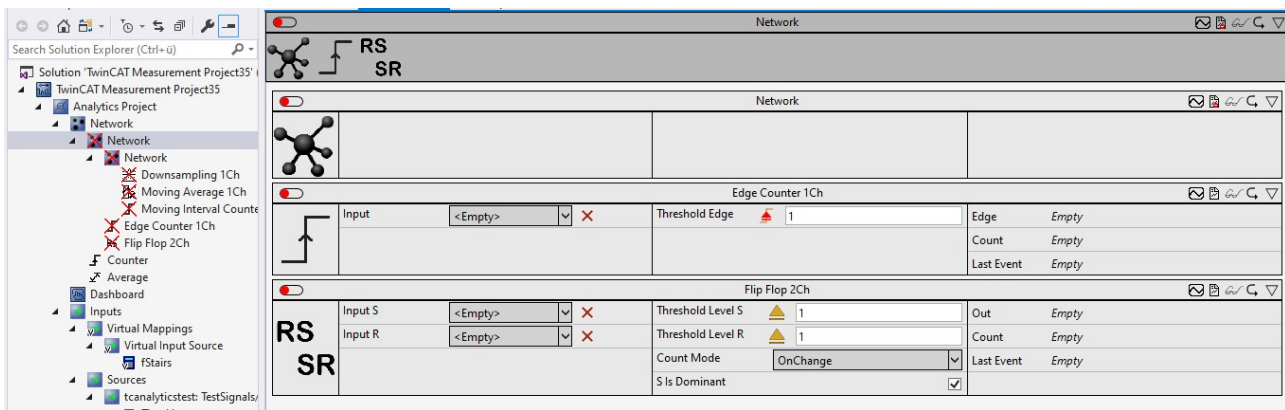 Search Solution Explorer (Ctrl+ü)
Solution 'TwinCAT Measurement Project35' (
TwinCAT Measurement Project35
Analytics Project
Network
Network
Network
Downsampling 1Ch
Moving Average 1Ch
Moving Interval Counte
Edge Counter 1Ch
Flip Flop 2Ch
Counter
Average
Dashboard
Inputs
Virtual Mappings
Virtual Input Source
fStairs
Sources
tcanalyticstest: TestSignals/
Network
RS
SR
Network
Edge Counter 1Ch
Input <Empty> Threshold Edge 1 Edge Empty
Count Empty
Last Event Empty
Flip Flop 2Ch
RS
SR
Input S <Empty> Threshold Level S 1 Out Empty
Input R <Empty> Threshold Level R 1 Count Empty
Count Mode OnChange Last Event Empty
S Is Dominant